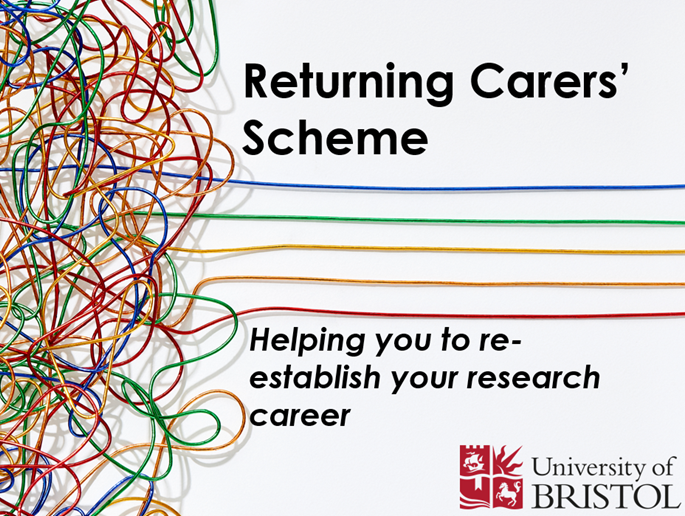 Returning Carers’
Scheme
Helping you to re-
establish your research
career
University of
BRISTOL